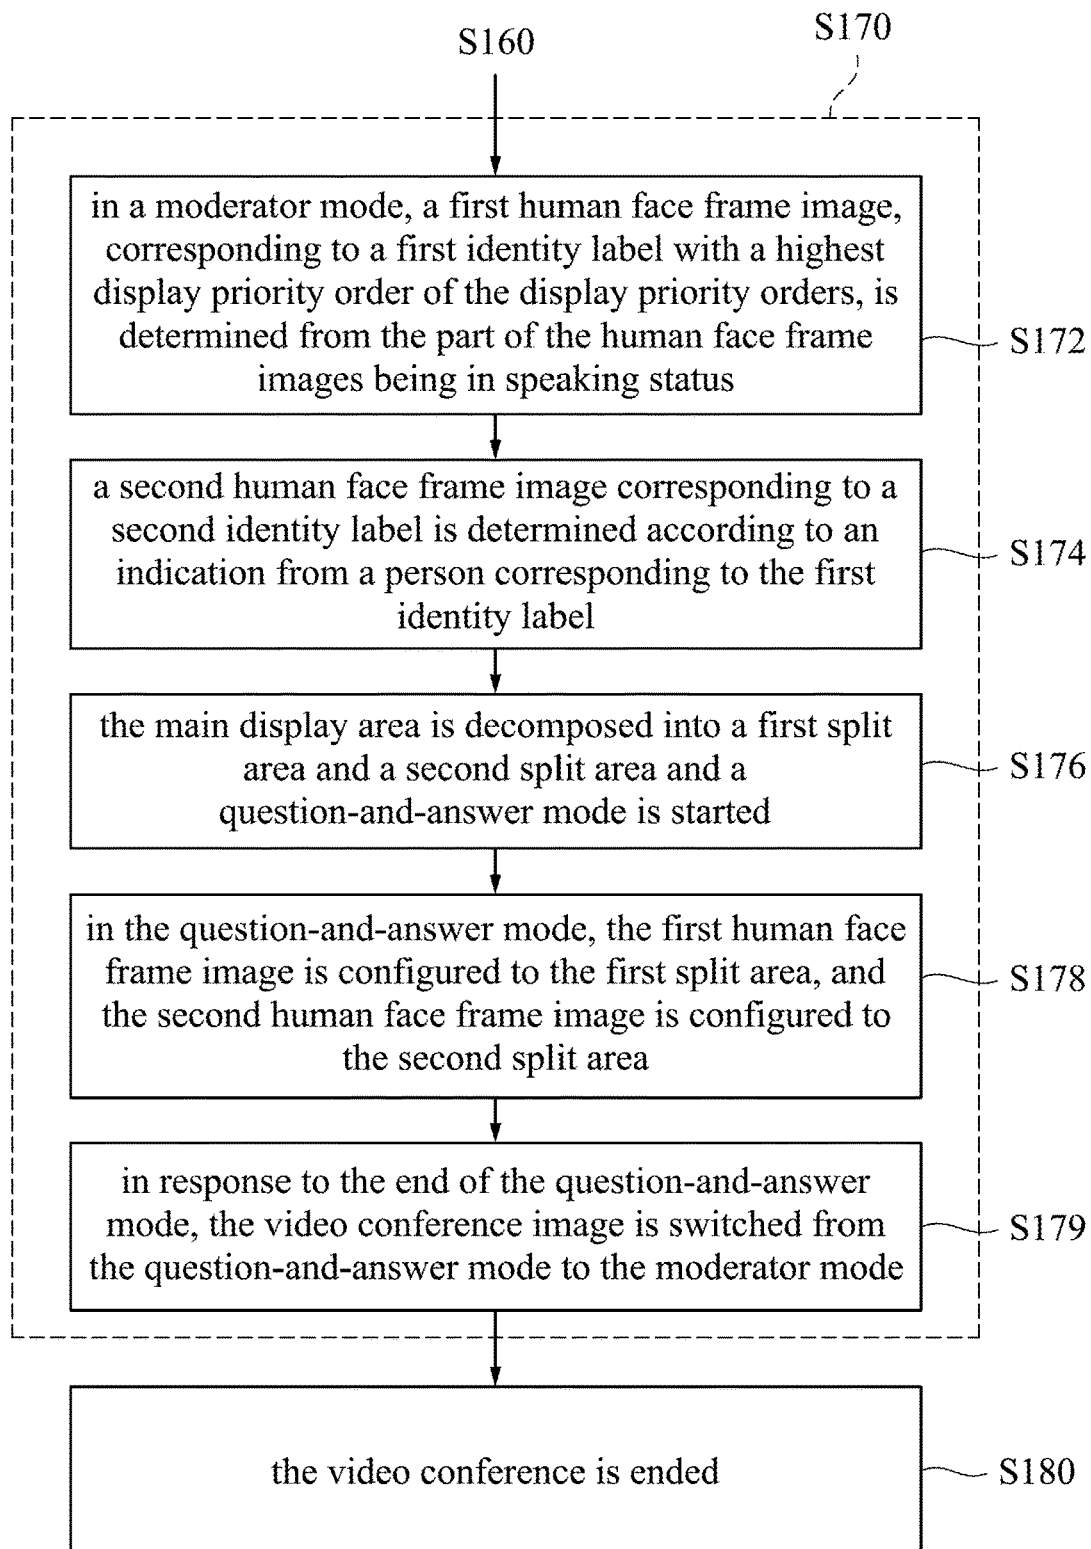 S160
S170
in a moderator mode, a first human face frame image,
corresponding to a first identity label with a highest
display priority order of the display priority orders, is
determined from the part of the human face frame
images being in speaking status
S172
a second human face frame image corresponding to a
second identity label is determined according to an
indication from a person corresponding to the first
identity label
S174
the main display area is decomposed into a first split
area and a second split area and a
question-and-answer mode is started
S176
in the question-and-answer mode, the first human face
frame image is configured to the first split area, and
the second human face frame image is configured to
the second split area
S178
in response to the end of the question-and-answer
mode, the video conference image is switched from
the question-and-answer mode to the moderator mode
S179
the video conference is ended
S180